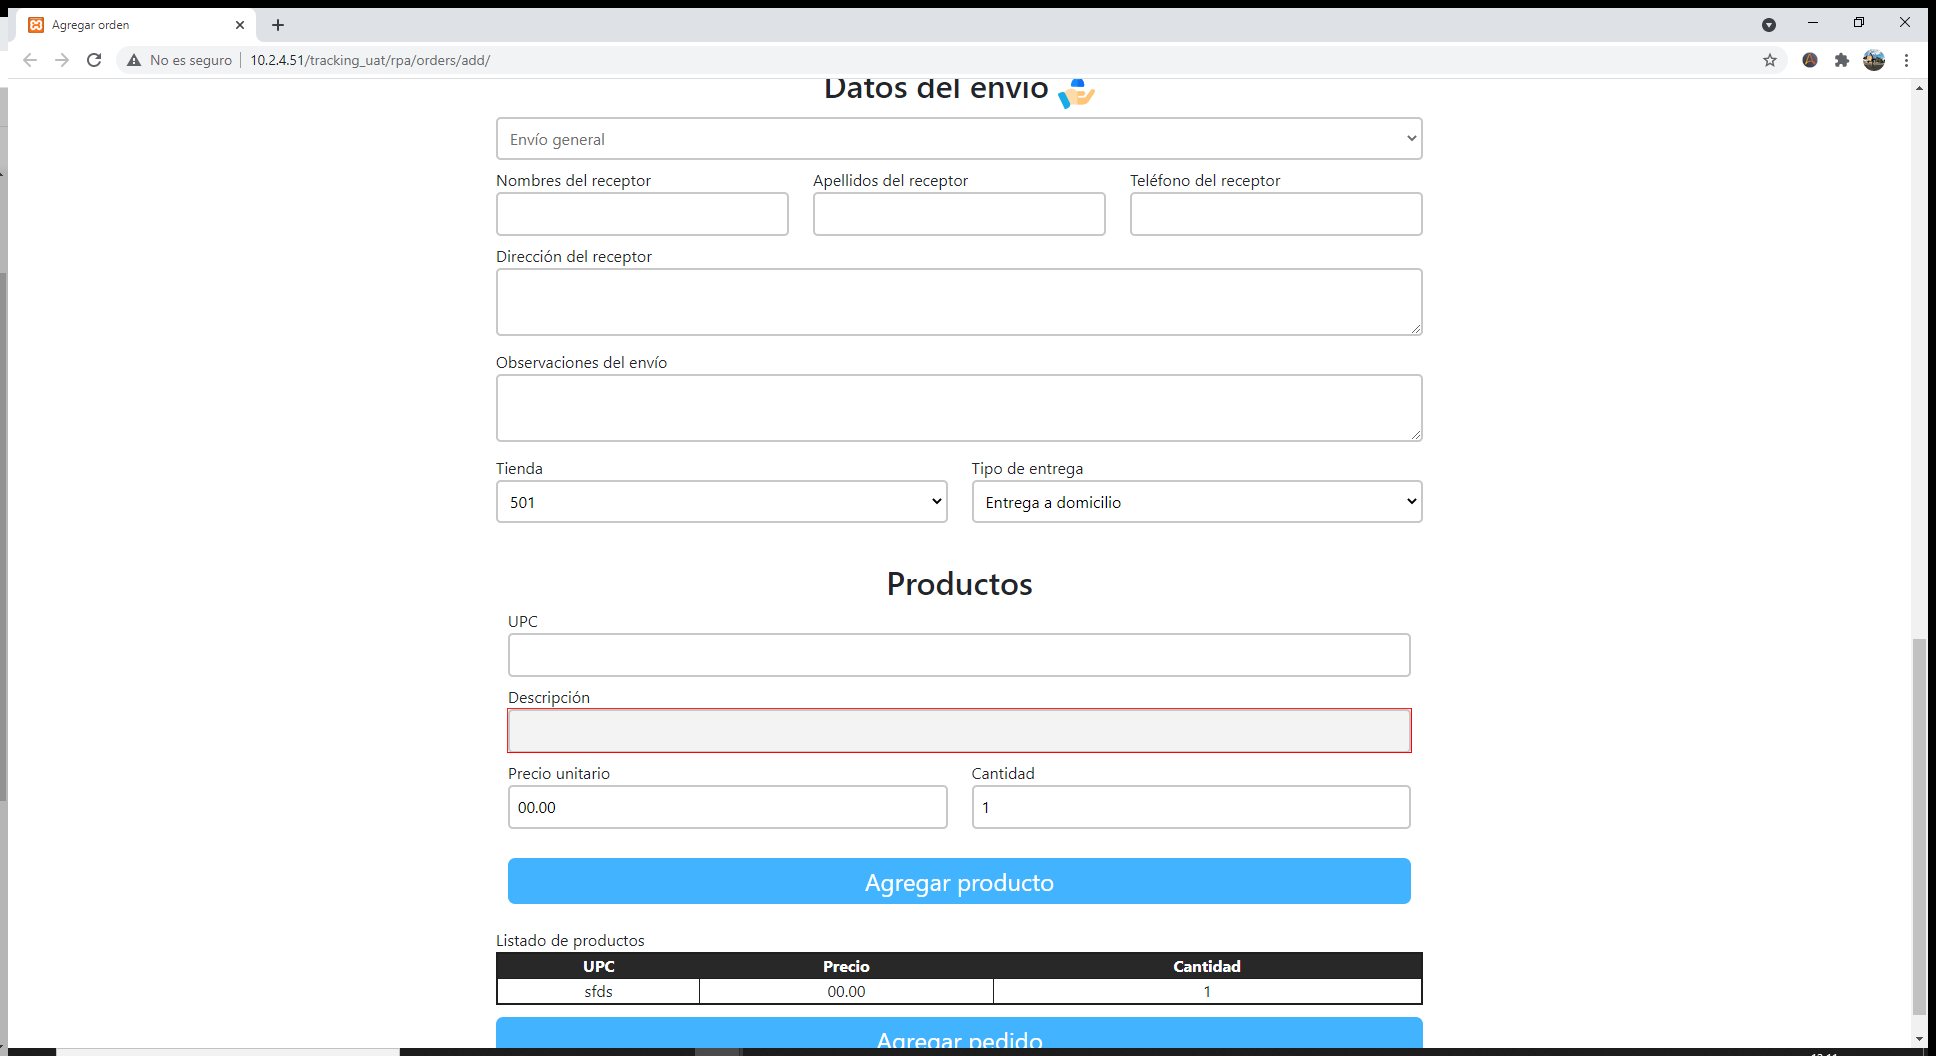 Agregar orden
No es seguro
10.2.4.51/tracking_uat/rpa/orders/add/
Datos del envío
Envío general
Nombres del receptor
Apellidos del receptor
Teléfono del receptor
Dirección del receptor
Observaciones del envío
Tienda
Tipo de entrega
501
Entrega a domicilio
Productos
UPC
Descripción
Precio unitario
Cantidad
00.00
1
Agregar producto
Listado de productos
UPC Precio Cantidad
sfds 00.00 1
Agregar pedido